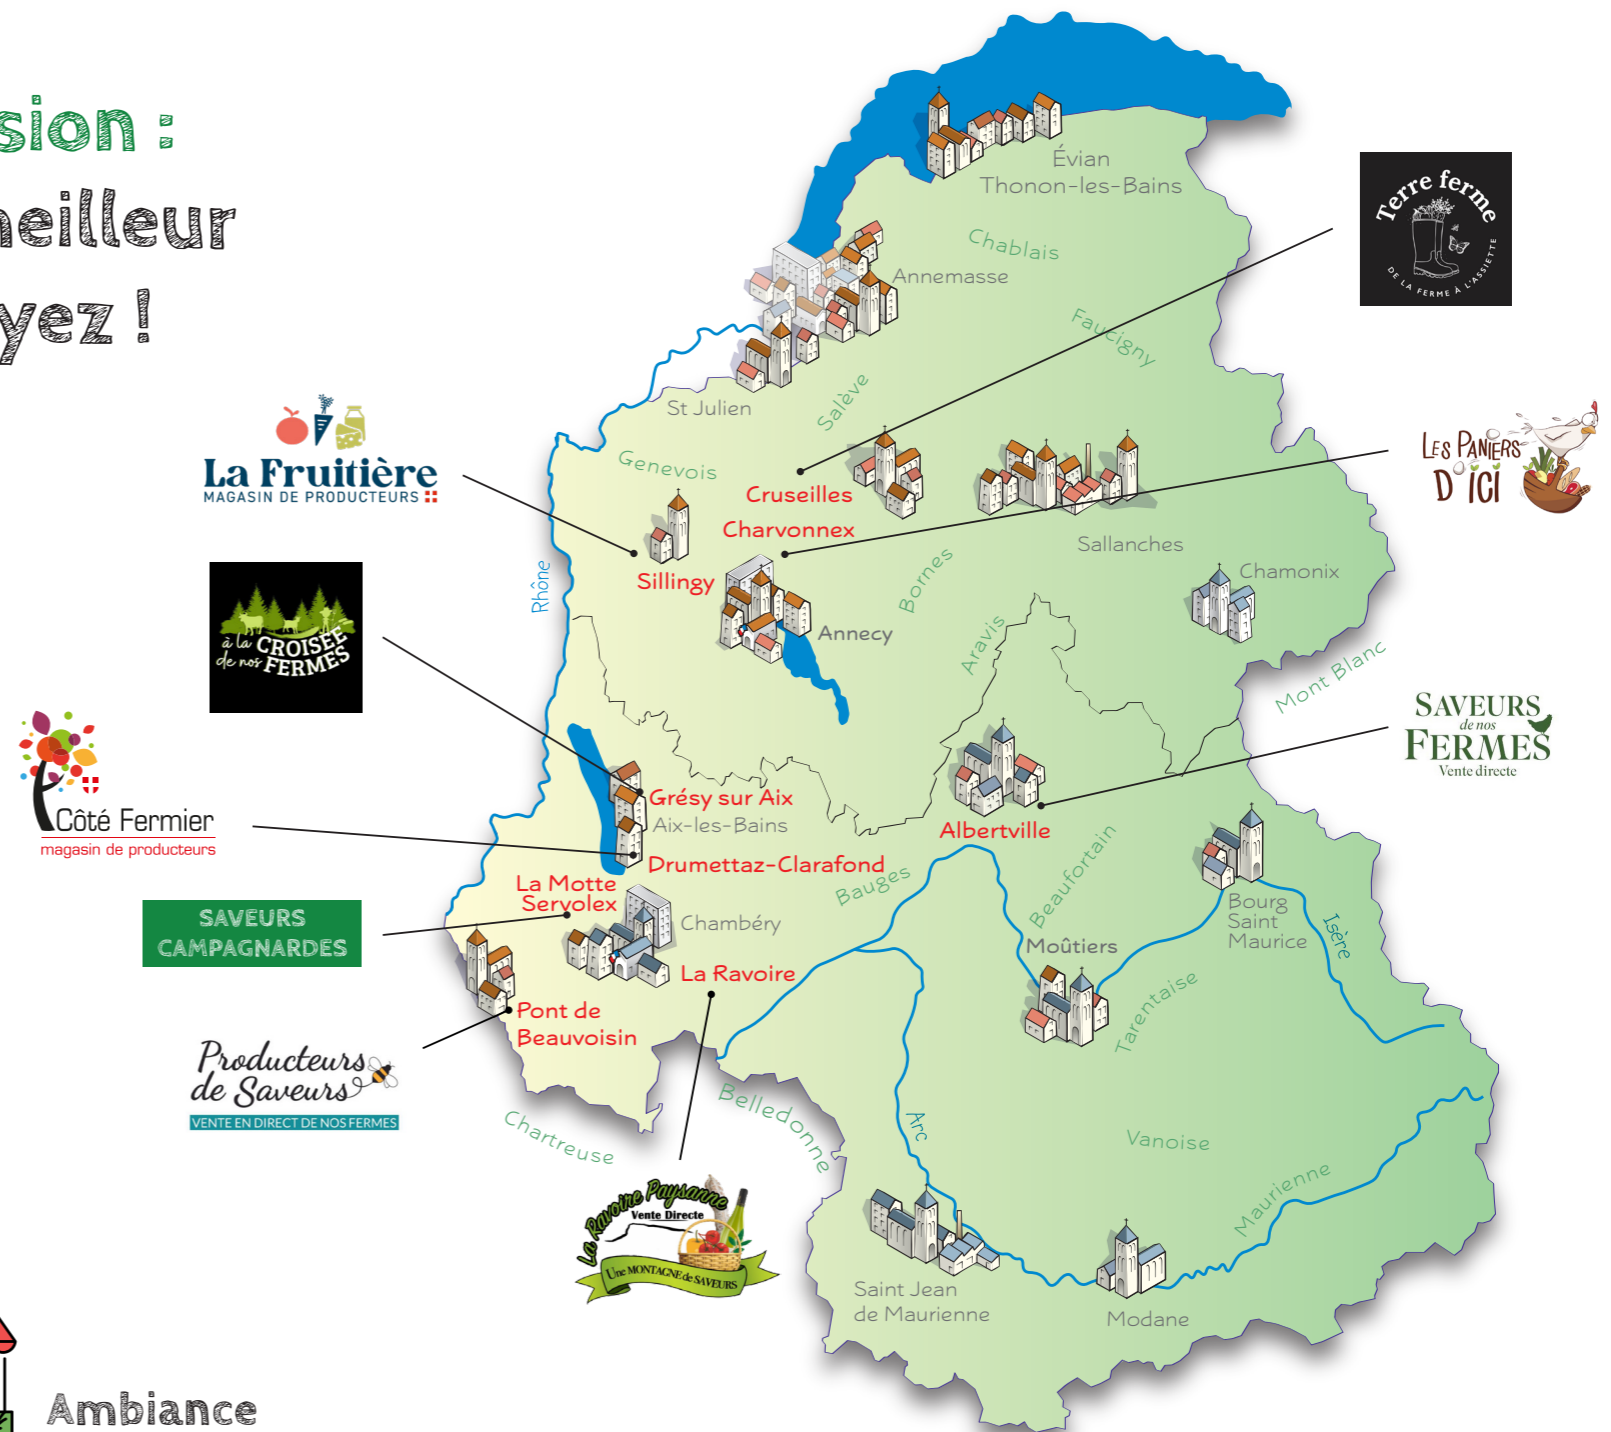 sion :
eilleur
yez !
Évian
Thonon-les-Bains
Chablais
Annemasse
Faucigny
Terre ferme
DE LA FERME À L'ASSIETTE
St Julien
Salève
Genevois
La Fruitière
MAGASIN DE PRODUCTEURS
Cruseilles
Charvonnex
LES PANIERS
D'ICI
Sillingy
Sallanches
Rhône
Bornes
Chamonix
à la CROISÉE
de nos FERMES
Annecy
Aravis
Mont Blanc
SAVEURS
de nos
FERMES
Vente directe
Côté Fermier
magasin de producteurs
Grésy sur Aix
Aix-les-Bains
Drumettaz-Clarafond
Albertville
Bauges
Beaufortain
La Motte
Servolex
SAVEURS
CAMPAGNARDES
Chambéry
Bourg
Saint
Maurice
Isère
Moûtiers
La Ravoire
Tarentaise
Pont de
Beauvoisin
Producteurs
de Saveurs
VENTE EN DIRECT DE NOS FERMES
Chartreuse
Belledonne
Arc
Vanoise
Maurienne
La Ravoire Paysanne
Vente Directe
Une MONTAGNE de SAVEURS
Saint Jean
de Maurienne
Modane
Ambiance